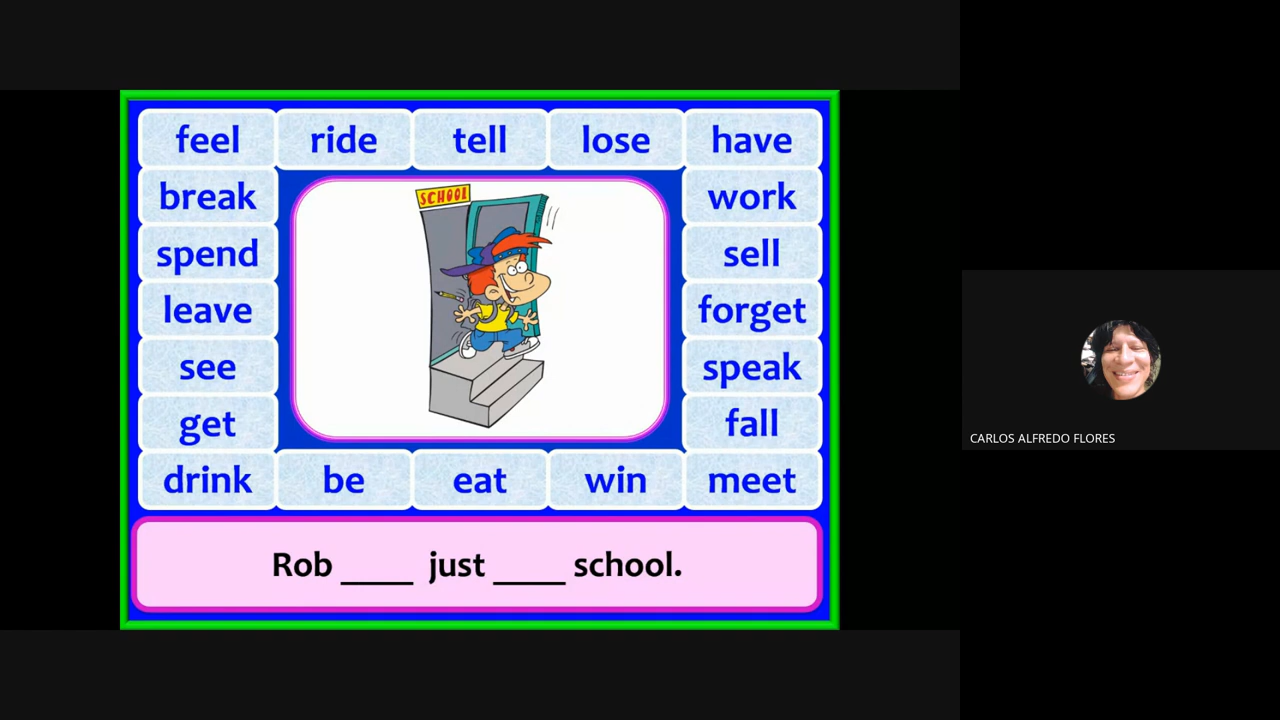 feel ride tell lose have
break work
SCHOOL
spend sell
leave forget
see speak
get fall
drink be eat win meet
Rob ____ just ____ school.
CARLOS ALFREDO FLORES